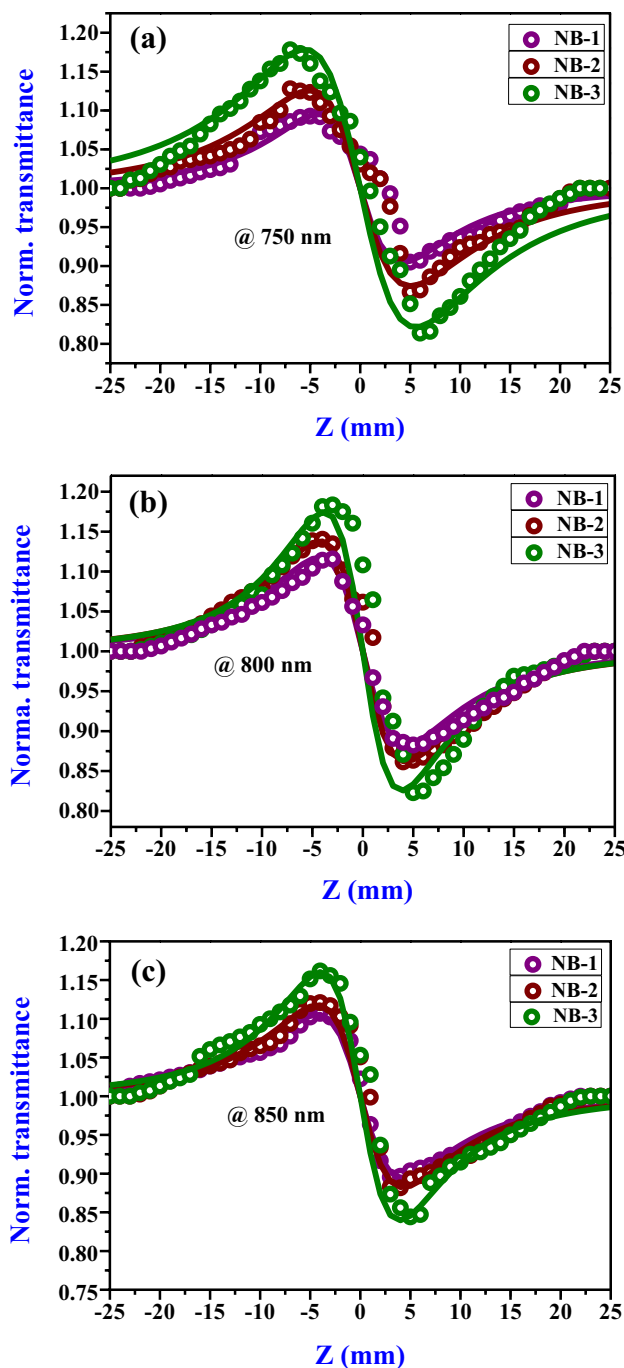 (a)
NB-1
NB-2
NB-3
@ 750 nm
Norm. transmittance
1.20
1.15
1.10
1.05
1.00
0.95
0.90
0.85
0.80
-25 -20 -15 -10 -5 0 5 10 15 20 25
Z (mm)
(b)
NB-1
NB-2
NB-3
@ 800 nm
Norma. transmittance
1.20
1.15
1.10
1.05
1.00
0.95
0.90
0.85
0.80
-25 -20 -15 -10 -5 0 5 10 15 20 25
Z (mm)
(c)
NB-1
NB-2
NB-3
@ 850 nm
Norm. transmittance
1.20
1.15
1.10
1.05
1.00
0.95
0.90
0.85
0.80
0.75
-25 -20 -15 -10 -5 0 5 10 15 20 25
Z (mm)